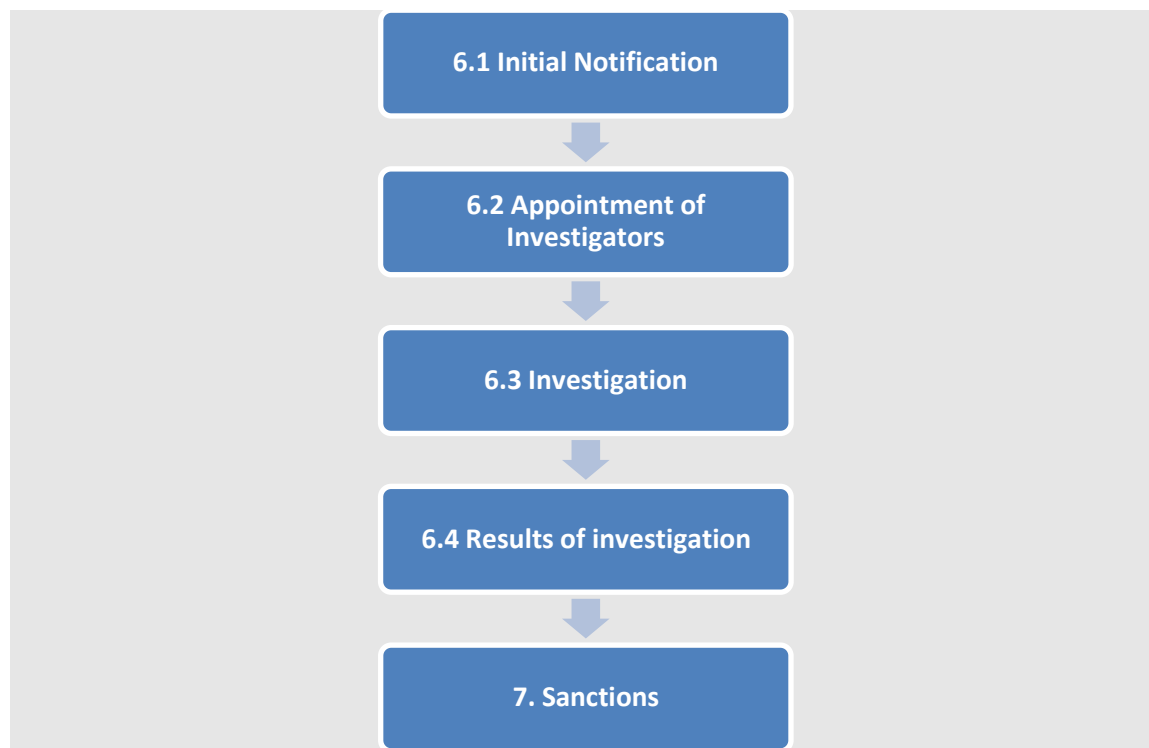 6.1 Initial Notification
6.2 Appointment of
Investigators
6.3 Investigation
6.4 Results of investigation
7. Sanctions